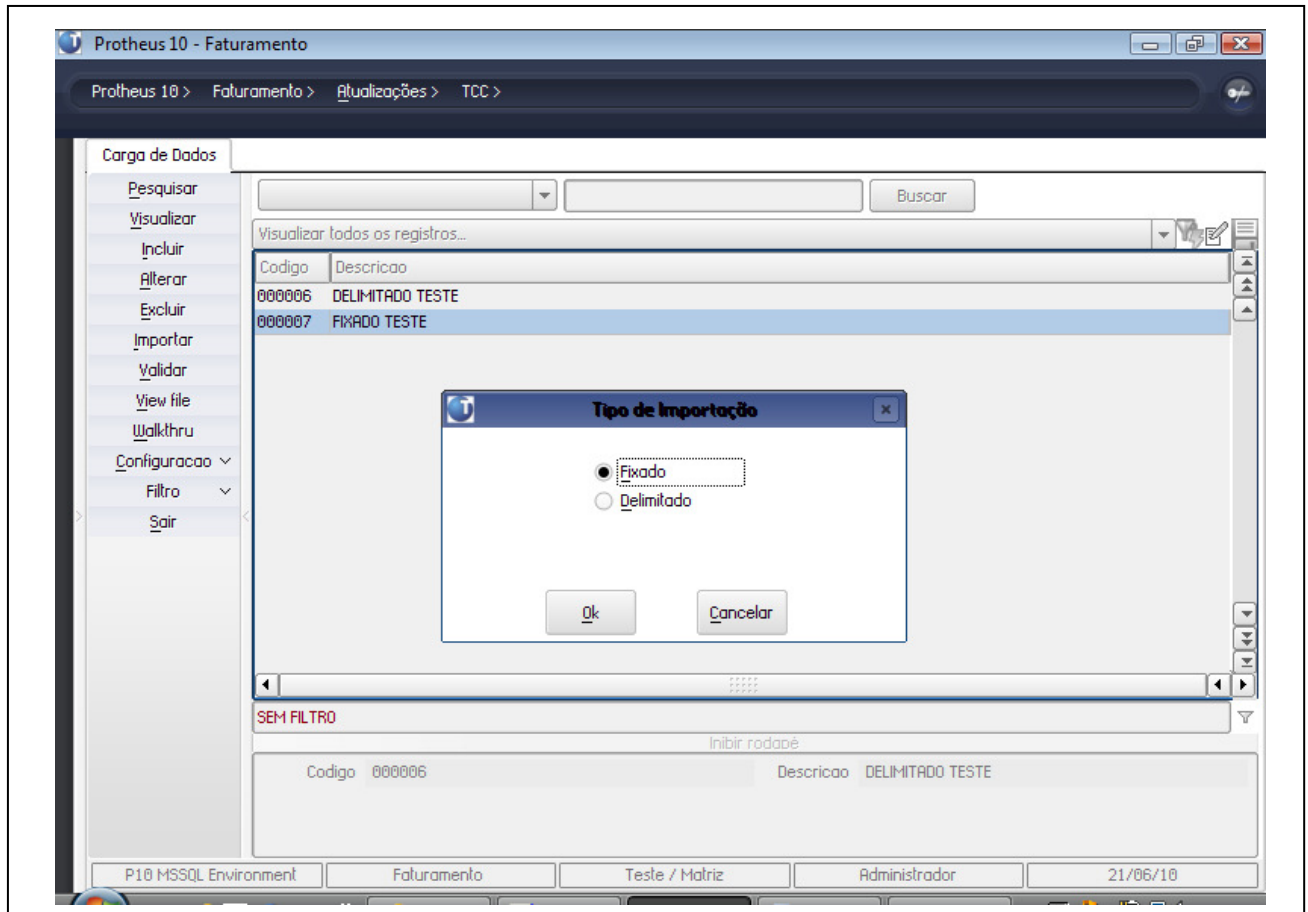 Protheus 10 - Faturamento
Protheus 10 > Faturamento > Atualizações > TCC >
Carga de Dados
Pesquisar
Buscar
Visualizar
Visualizar todos os registros...
Incluir
Codigo Descricao
Alterar
000006 DELIMITADO TESTE
Excluir
000007 FIXADO TESTE
Importar
Validar
View file
Walkthru
Configuracao
Filtro
Sair
Tipo de Importação
Fixado
Delimitado
Ok Cancelar
SEM FILTRO
Inibir rodapé
Codigo 000006 Descricao DELIMITADO TESTE
P10 MSSQL Environment Faturamento Teste / Matriz Administrador 21/06/10